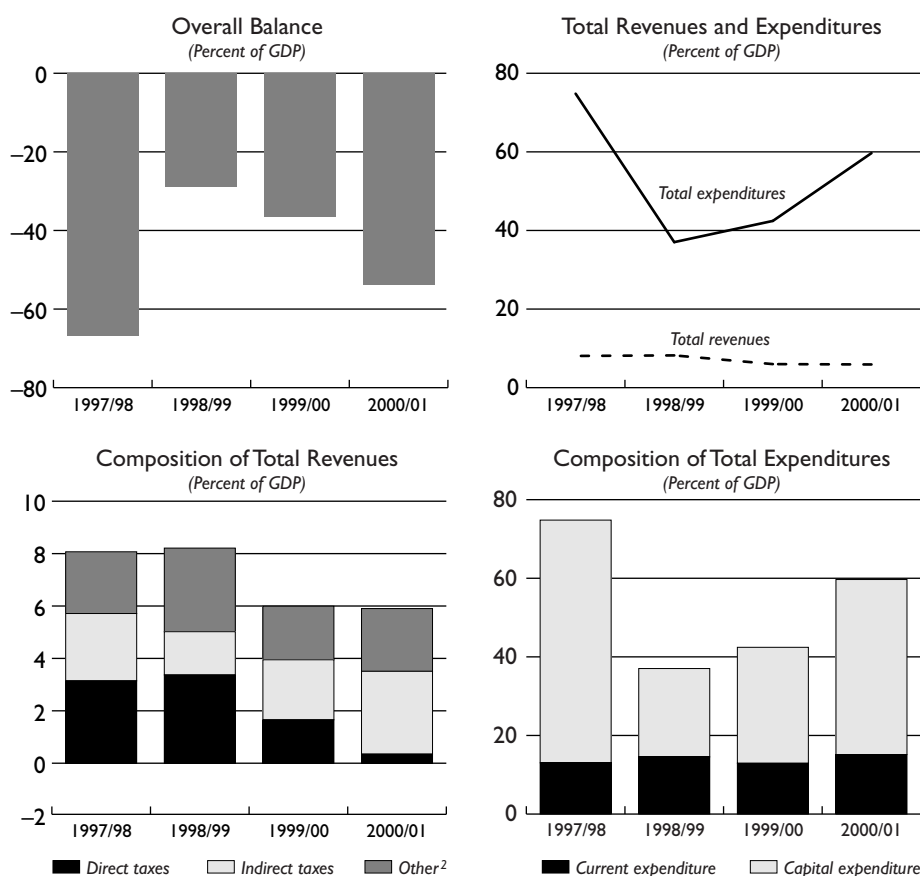 Overall Balance
(Percent of GDP)
0
–20
–40
–60
–80
1997/98 1998/99 1999/00 2000/01
Total Revenues and Expenditures
(Percent of GDP)
80
60
40
20
0
Total expenditures
Total revenues
1997/98 1998/99 1999/00 2000/01
Composition of Total Revenues
(Percent of GDP)
10
8
6
4
2
0
–2
1997/98 1998/99 1999/00 2000/01
Direct taxes Indirect taxes Other 2
Composition of Total Expenditures
(Percent of GDP)
80
60
40
20
0
1997/98 1998/99 1999/00 2000/01
Current expenditure Capital expenditure